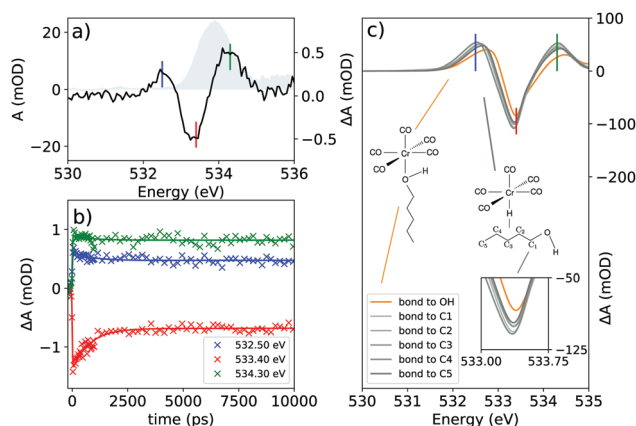 a)
A (mOD)
20
0
−20
0.5
0.0
−0.5
530
532
534
536
Energy (eV)
A (mOD)
b)
ΔA (mOD)
1
0
−1
532.50 eV
533.40 eV
534.30 eV
0
2500
5000
7500
10000
time (ps)
c)
100
0
−100
−200
ΔA (mOD)
ΔA (mOD)
CO
CO
CO
CO
CO
Cr
O
H
CO
CO
CO
CO
CO
Cr
H
C4
C2
O
C5
C3
C1
H
bond to OH
bond to C1
bond to C2
bond to C3
bond to C4
bond to C5
−50
−125
533.00
533.75
530
531
532
533
534
535
Energy (eV)